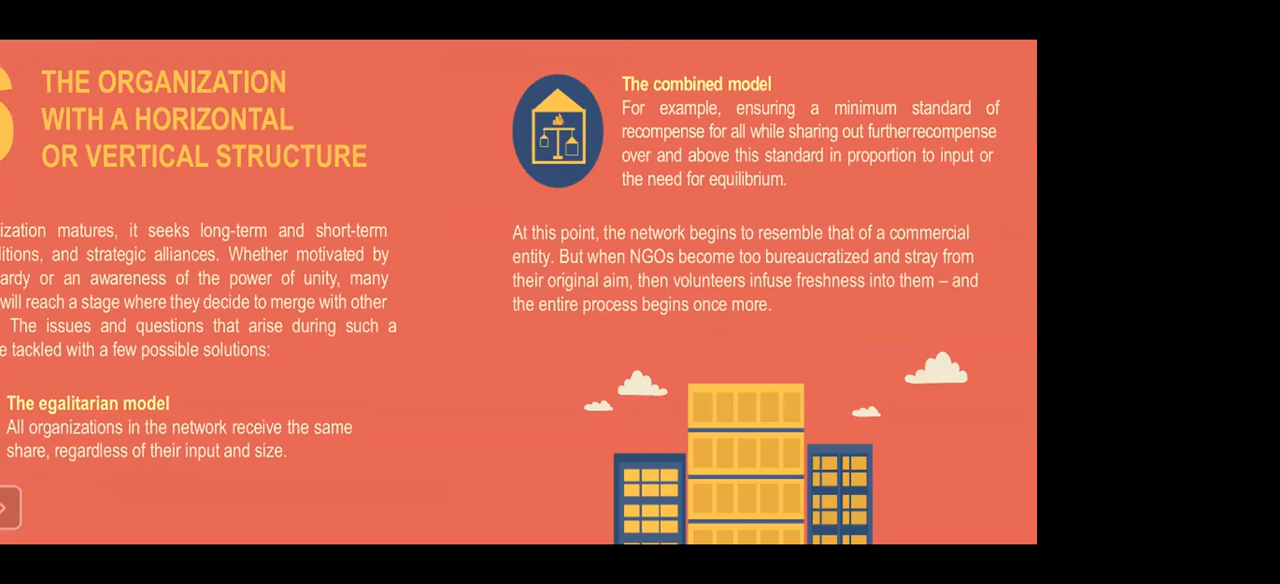 6
THE ORGANIZATION
WITH A HORIZONTAL
OR VERTICAL STRUCTURE
matures, it seeks long-term and short-term
and strategic alliances. Whether motivated by
or an awareness of the power of unity, many
will reach a stage where they decide to merge with other
The issues and questions that arise during such a
tackled with a few possible solutions:
The egalitarian model
All organizations in the network receive the same
share, regardless of their input and size.
The combined model
For example, ensuring a minimum standard of
recompense for all while sharing out further recompense
over and above this standard in proportion to input or
the need for equilibrium.
At this point, the network begins to resemble that of a commercial
entity. But when NGOs become too bureaucratized and stray from
their original aim, then volunteers infuse freshness into them – and
the entire process begins once more.